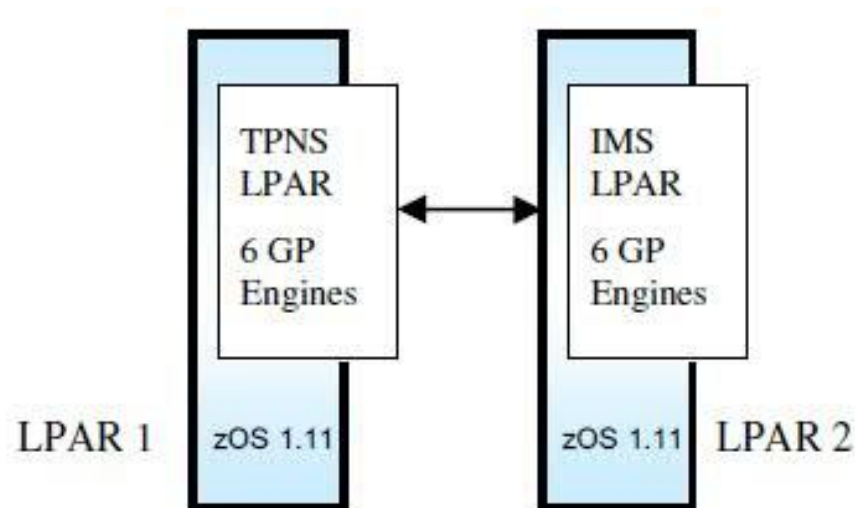 TPNS
LPAR
6 GP
Engines
IMS
LPAR
6 GP
Engines
LPAR 1
zOS 1.11
zOS 1.11
LPAR 2